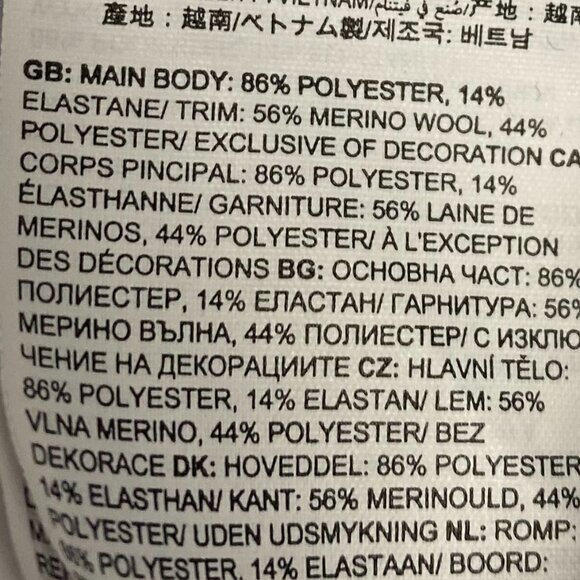 產地：越南/ベトナム製/제조국: 베트남
GB: MAIN BODY: 86% POLYESTER, 14%
ELASTANE/ TRIM: 56% MERINO WOOL, 44%
POLYESTER/ EXCLUSIVE OF DECORATION CA
CORPS PINCIPAL: 86% POLYESTER, 14%
ÉLASTHANNE/ GARNITURE: 56% LAINE DE
MERINOS, 44% POLYESTER/ À L'EXCEPTION
DES DÉCORATIONS BG: ОСНОВНА ЧАСТ: 86%
ПОЛИЕСТЕР, 14% ЕЛАСТАН/ ГАРНИТУРА: 56%
МЕРИНО ВЪЛНА, 44% ПОЛИЕСТЕР/ С ИЗКЛЮ
ЧЕНИЕ НА ДЕКОРАЦИИТЕ CZ: HLAVNÍ TĚLO:
86% POLYESTER, 14% ELASTAN/ LEM: 56%
VLNA MERINO, 44% POLYESTER/ BEZ
DEKORACE DK: HOVEDDEL: 86% POLYESTER
14% ELASTHAN/ KANT: 56% MERINOULD, 44%
POLYESTER/ UDEN UDSMYKNING NL: ROMP:
86% POLYESTER, 14% ELASTAAN/ BOORD: